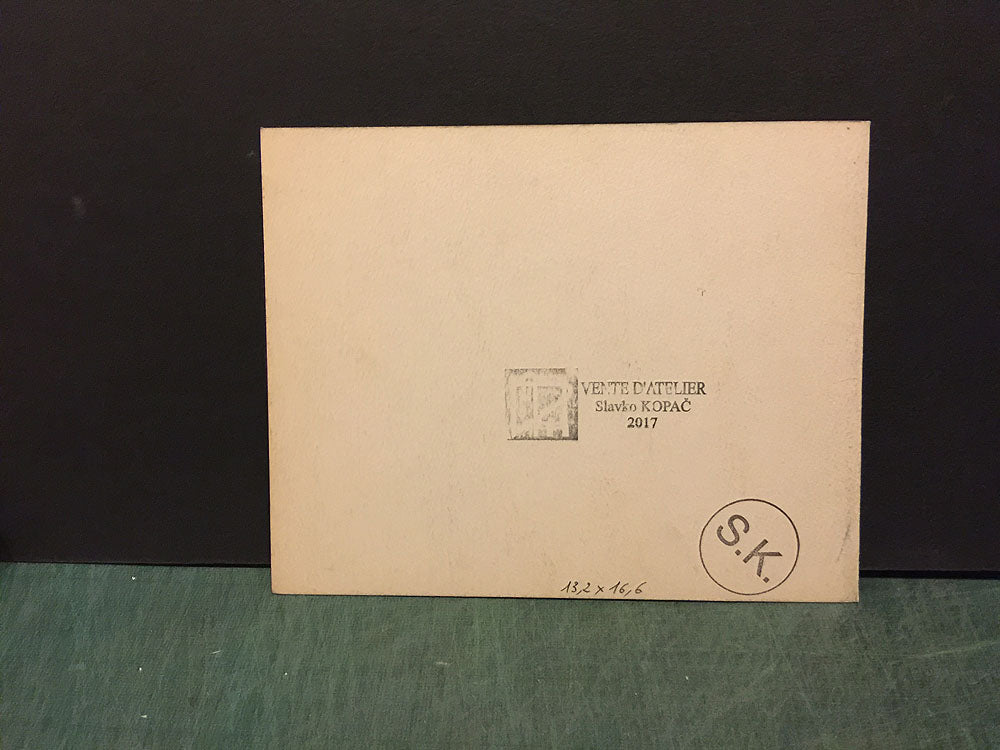 VENTE D'ATELIER
Slavko KOPAČ
2017
S.K.
13,2 x 16,6